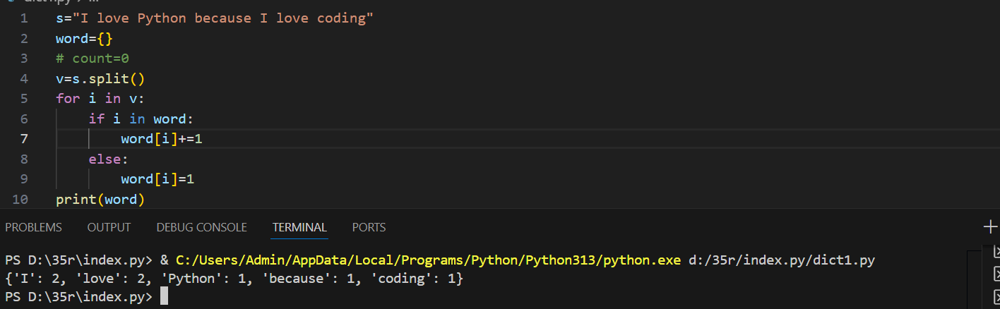 1 s="I love Python because I love coding"
2 word={}
3 # count=0
4 v=s.split()
5 for i in v:
6     if i in word:
7         word[i]+=1
8     else:
9         word[i]=1
10 print(word)
PROBLEMS OUTPUT DEBUG CONSOLE TERMINAL PORTS
PS D:\35r\index.py> & C:/Users/Admin/AppData/Local/Programs/Python/Python313/python.exe d:/35r/index.py/dict1.py
{'I': 2, 'love': 2, 'Python': 1, 'because': 1, 'coding': 1}
PS D:\35r\index.py>